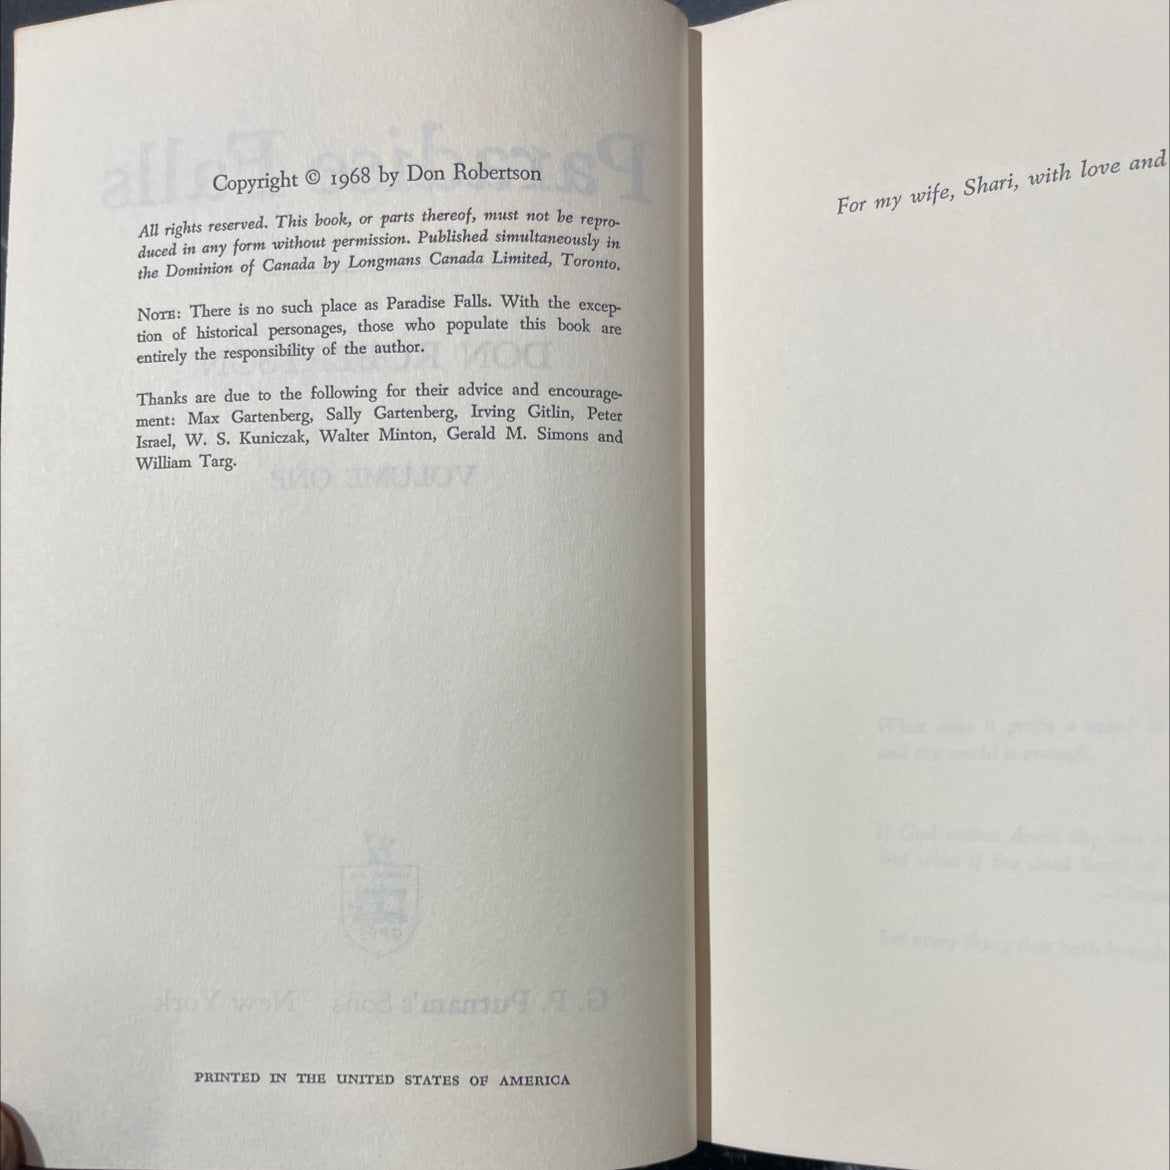 Copyright © 1968 by Don Robertson
All rights reserved. This book, or parts thereof, must not be repro-
duced in any form without permission. Published simultaneously in
the Dominion of Canada by Longmans Canada Limited, Toronto.
NOTE: There is no such place as Paradise Falls. With the excep-
tion of historical personages, those who populate this book are
entirely the responsibility of the author.
Thanks are due to the following for their advice and encourage-
ment: Max Gartenberg, Sally Gartenberg, Irving Gitlin, Peter
Israel, W. S. Kuniczak, Walter Minton, Gerald M. Simons and
William Targ.
PRINTED IN THE UNITED STATES OF AMERICA
For my wife, Shari, with love and